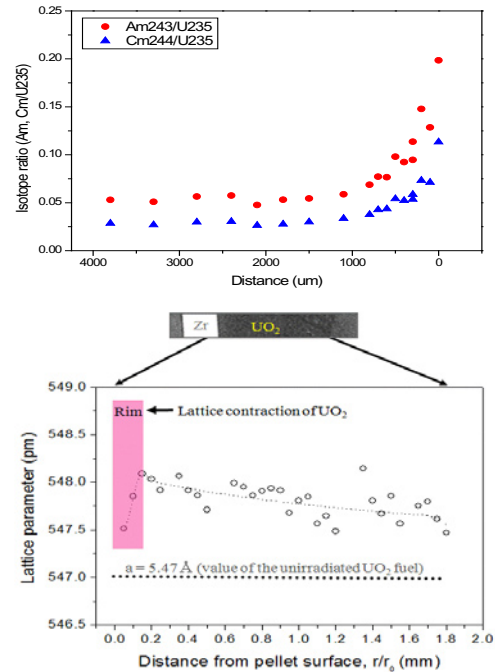 0.25
Am243/U235
Cm244/U235
0.20
0.15
0.10
0.05
0.00
Isotope ratio (Am, Cm/U235)
4000 3000 2000 1000 0
Distance (um)
Zr UO₂
549.0
548.5
548.0
547.5
547.0
546.5
Lattice parameter (pm)
Rim Lattice contraction of UO₂
a = 5.47 Å (value of the unirradiated UO₂ fuel)
0.0 0.2 0.4 0.6 0.8 1.0 1.2 1.4 1.6 1.8 2.0
Distance from pellet surface, r/r₀ (mm)